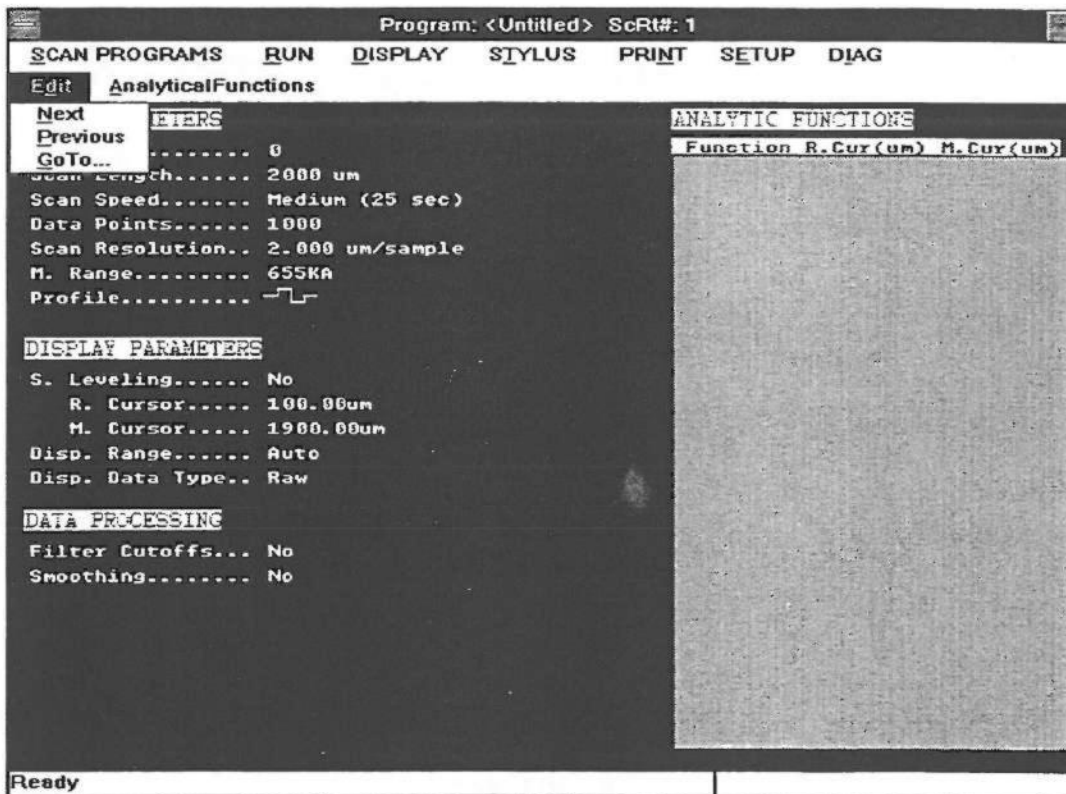 Program: <Untitled> ScRt#: 1
SCAN PROGRAMS RUN DISPLAY STYLUS PRINT SETUP DIAG
Edit AnalyticalFunctions
Next
Previous
GoTo...
ETERS
......... 0
Scan Length...... 2000 um
Scan Speed....... Medium (25 sec)
Data Points...... 1000
Scan Resolution.. 2.000 um/sample
M. Range......... 655KA
Profile..........
DISPLAY PARAMETERS
S. Leveling...... No
R. Cursor..... 100.00um
M. Cursor..... 1900.00um
Disp. Range...... Auto
Disp. Data Type.. Raw
DATA PROCESSING
Filter Cutoffs... No
Smoothing........ No
ANALYTIC FUNCTIONS
Function R.Cur(um) M.Cur(um)
Ready